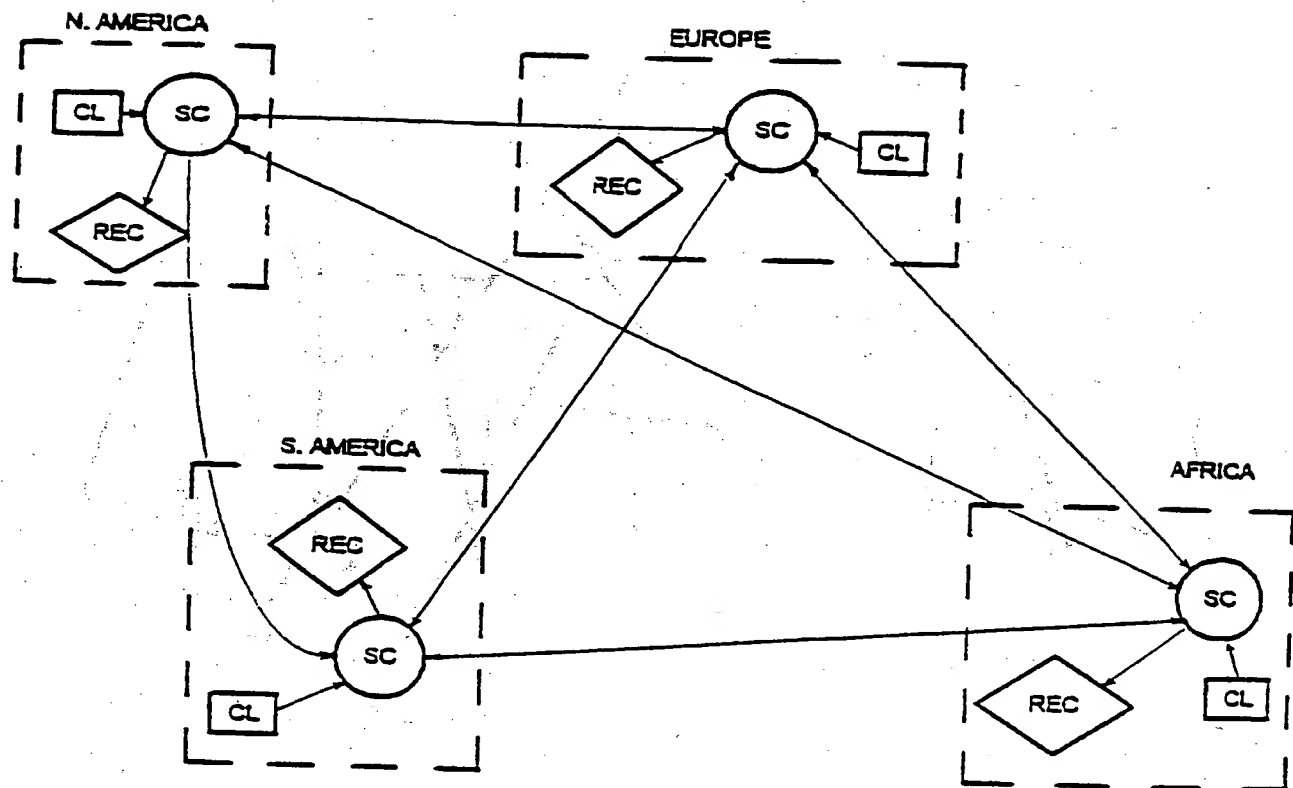 N. AMERICA
CL
SC
REC
EUROPE
SC
CL
REC
S. AMERICA
REC
SC
CL
AFRICA
SC
REC
CL